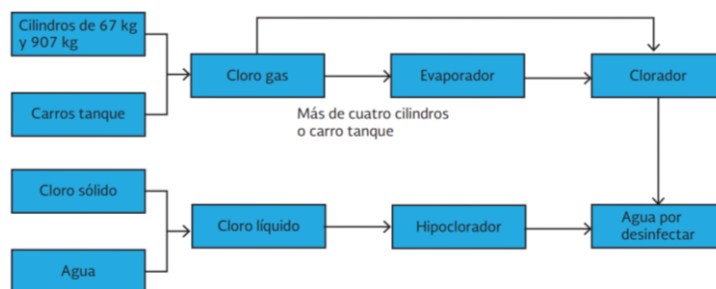 Cilindros de 67 kg
y 907 kg
Cloro gas
Evaporador
Clorador
Carros tanque
Más de cuatro cilindros
o carro tanque
Cloro sólido
Cloro líquido
Hipoclorador
Agua por
desinfectar
Agua